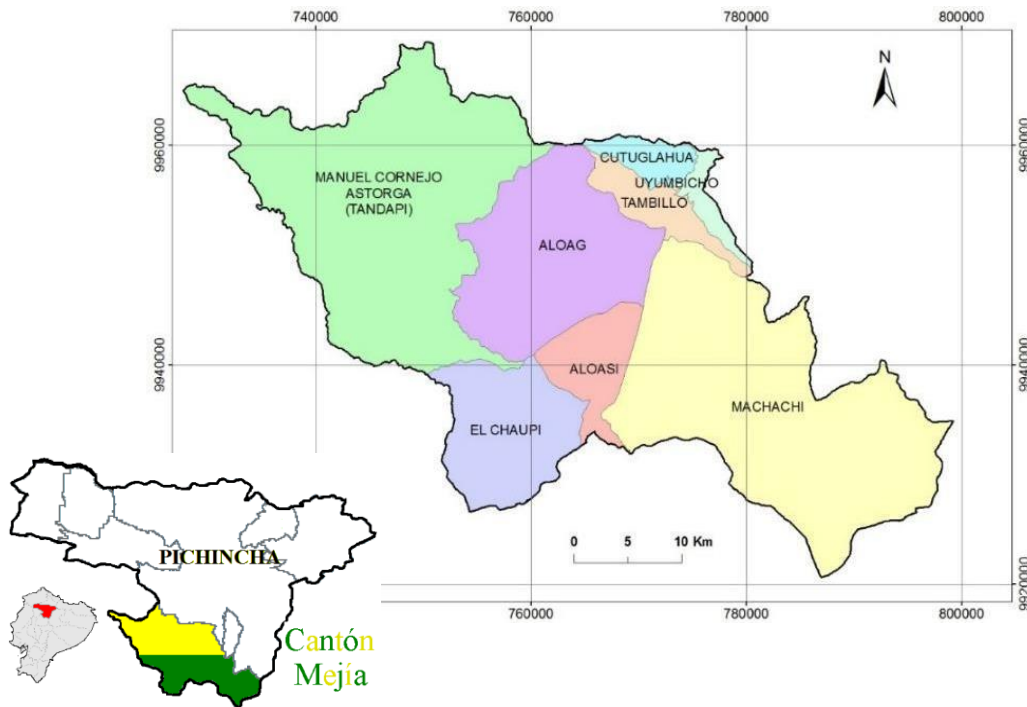 740000
760000
780000
800000
N
9960000
9960000
CUTUGLAHUA
MANUEL CORNEJO
ASTORGA
(TANDAPI)
UYUMBICHO
TAMBILLO
ALOAG
9940000
9940000
ALOASI
MACHACHI
EL CHAUPI
0 5 10 Km
9920000
760000
780000
800000
PICHINCHA
Cantón
Mejía